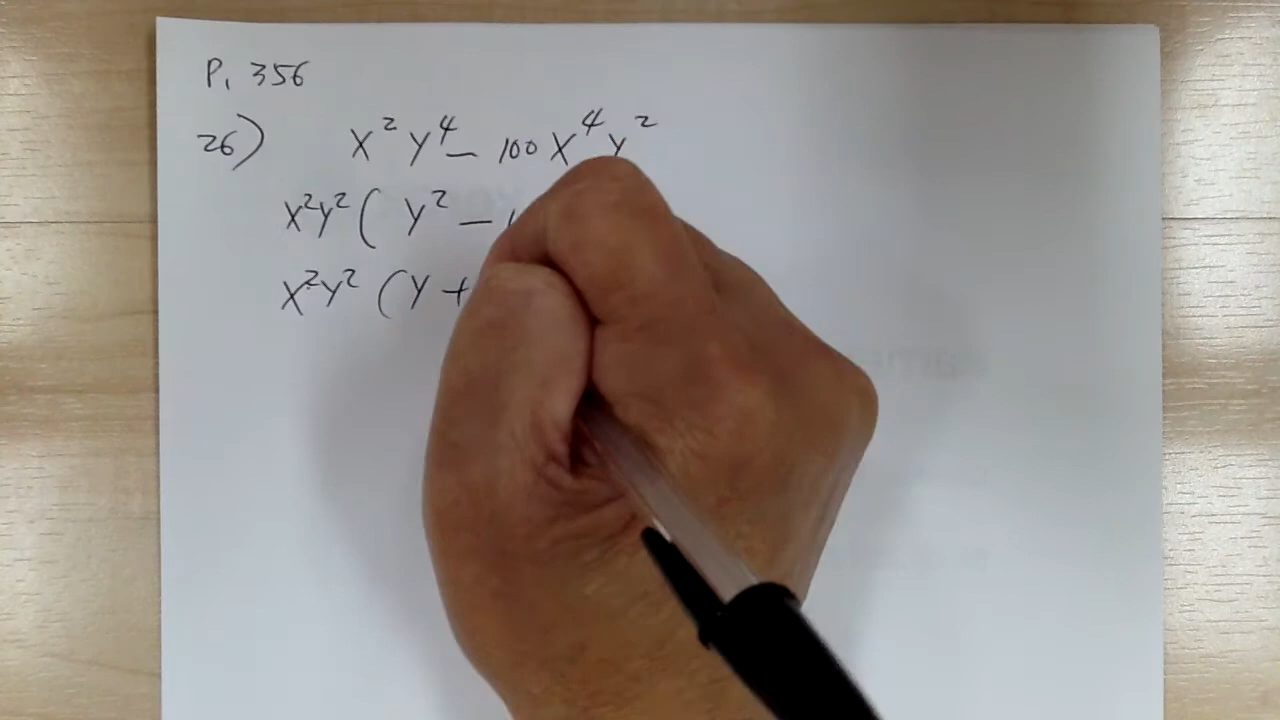 P. 356
26) x²y⁴ - 100x⁴y²
x²y² ( y² -
x²y² (y +